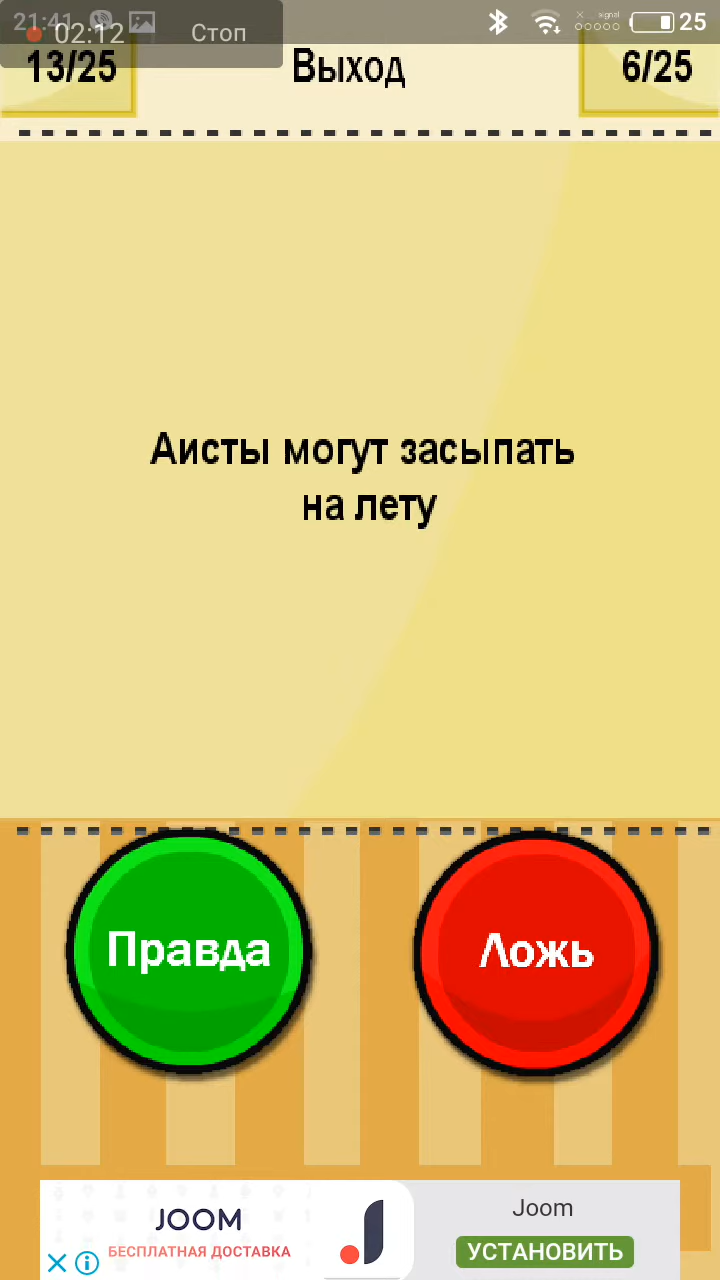 21:41
02:12 Стоп
X signal
25
13/25 Выход 6/25
Аисты могут засыпать
на лету
Правда Ложь
JOOM
БЕСПЛАТНАЯ ДОСТАВКА
Joom
УСТАНОВИТЬ